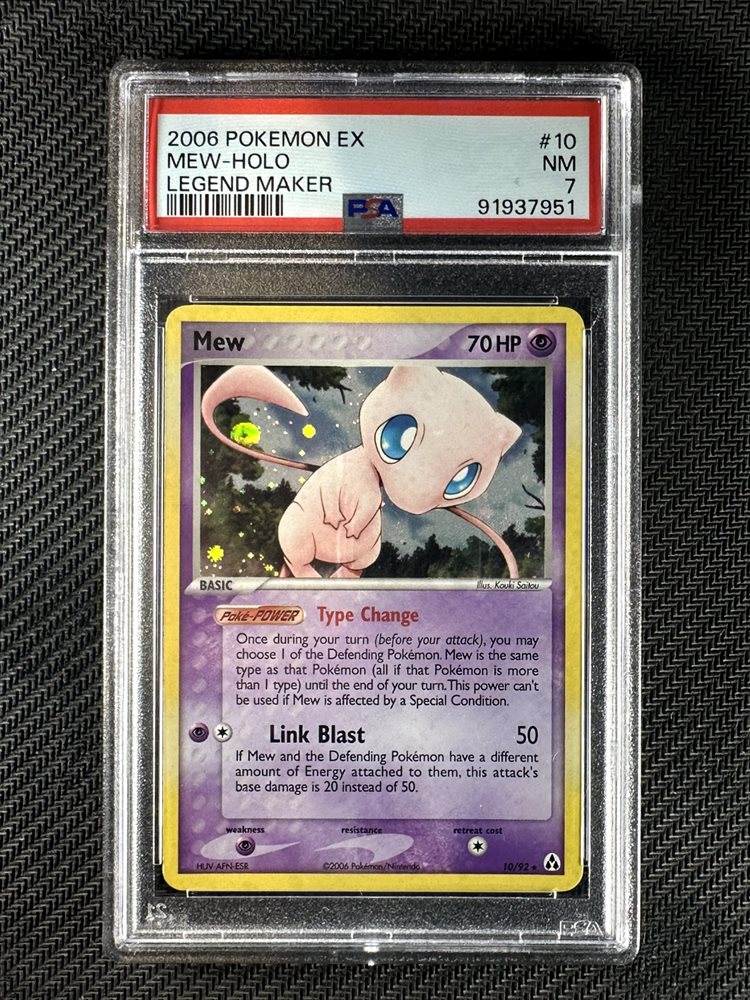 2006 POKEMON EX #10
MEW-HOLO NM
LEGEND MAKER 7
PSA 91937951
Mew 70 HP
BASIC Illus. Kouki Saitou
Poké-POWER Type Change
Once during your turn (before your attack), you may
choose 1 of the Defending Pokémon. Mew is the same
type as that Pokémon (all if that Pokémon is more
than 1 type) until the end of your turn. This power can't
be used if Mew is affected by a Special Condition.
Link Blast 50
If Mew and the Defending Pokémon have a different
amount of Energy attached to them, this attack's
base damage is 20 instead of 50.
weakness resistance retreat cost
©2006 Pokémon/Nintendo 10/92
PSA